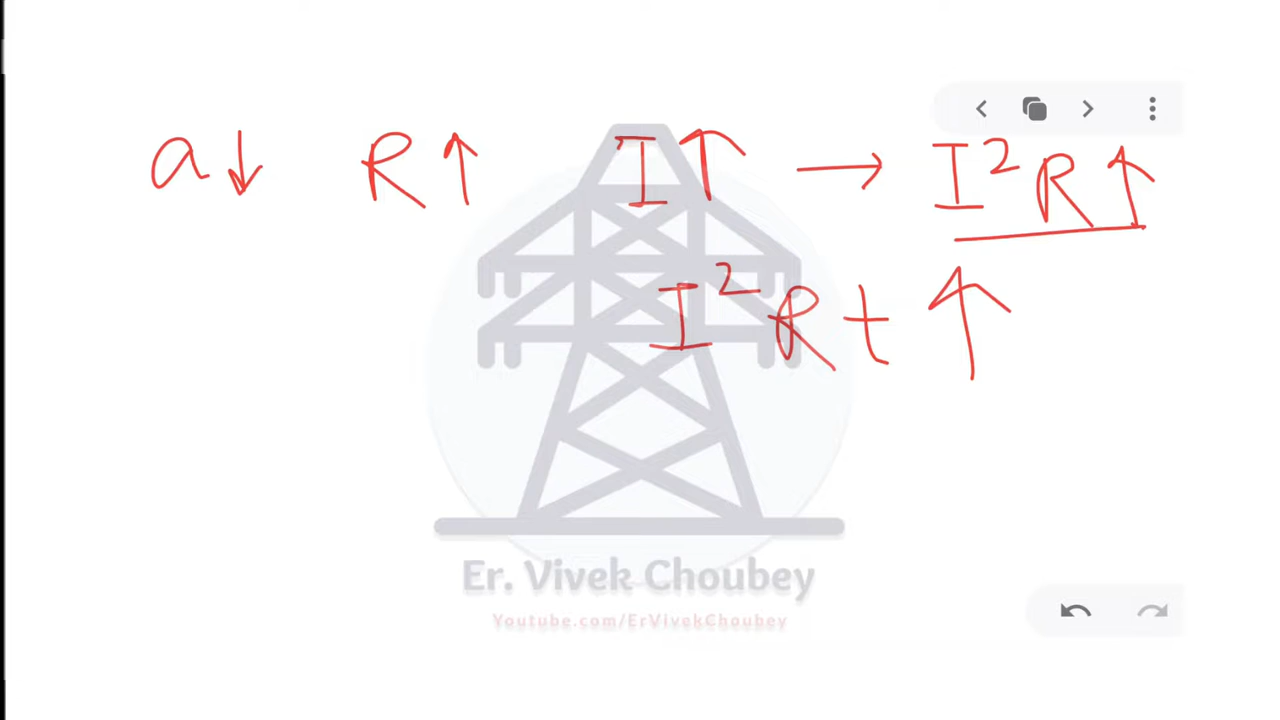 a↓ R↑ I↑ → I²R↑
I²Rt↑
Er. Vivek Choubey
Youtube.com/ErVivekChoubey